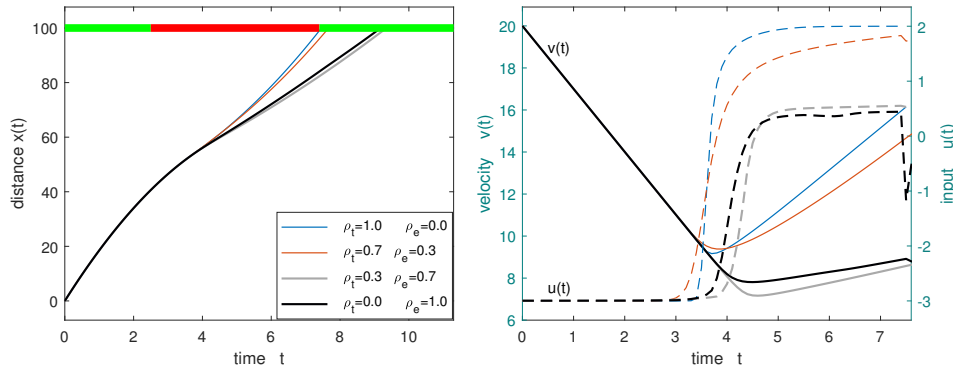 100
80
60
40
20
0
distance x(t)
0 2 4 6 8 10
time t
ρt=1.0 ρe=0.0
ρt=0.7 ρe=0.3
ρt=0.3 ρe=0.7
ρt=0.0 ρe=1.0
20
18
16
14
12
10
8
6
velocity v(t)
v(t)
u(t)
0 1 2 3 4 5 6 7
time t
2
1
0
-1
-2
-3
input u(t)